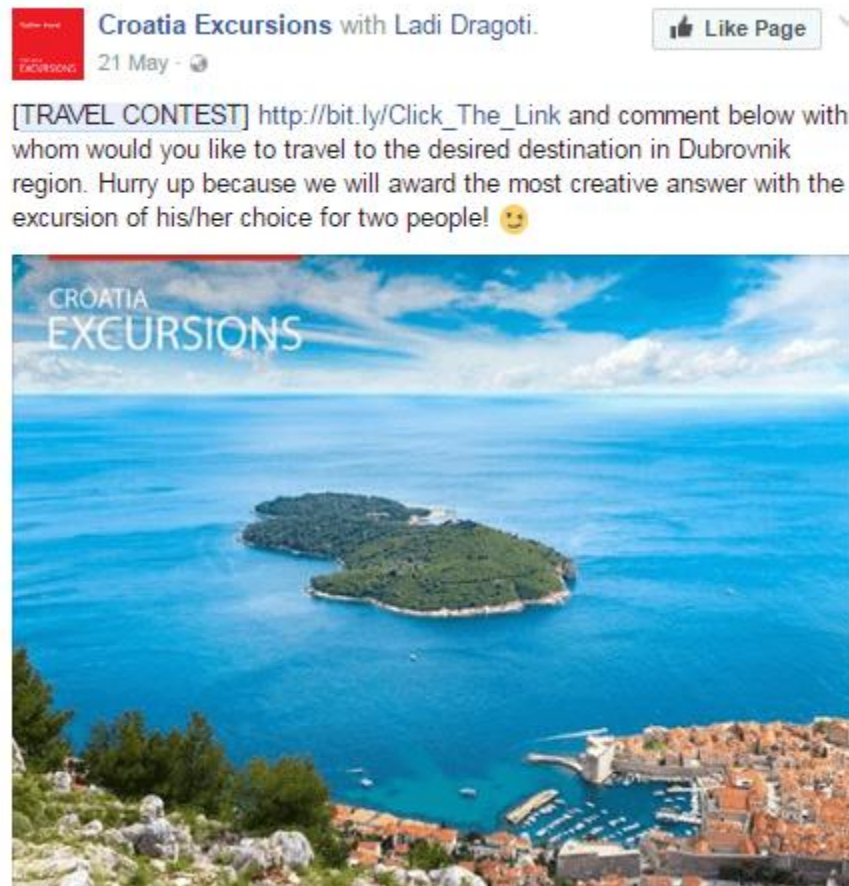 Croatia Excursions with Ladi Dragoti.
Like Page
21 May
EXCURSIONS
[TRAVEL CONTEST] http://bit.ly/Click_The_Link and comment below with
whom would you like to travel to the desired destination in Dubrovnik
region. Hurry up because we will award the most creative answer with the
excursion of his/her choice for two people!
CROATIA
EXCURSIONS